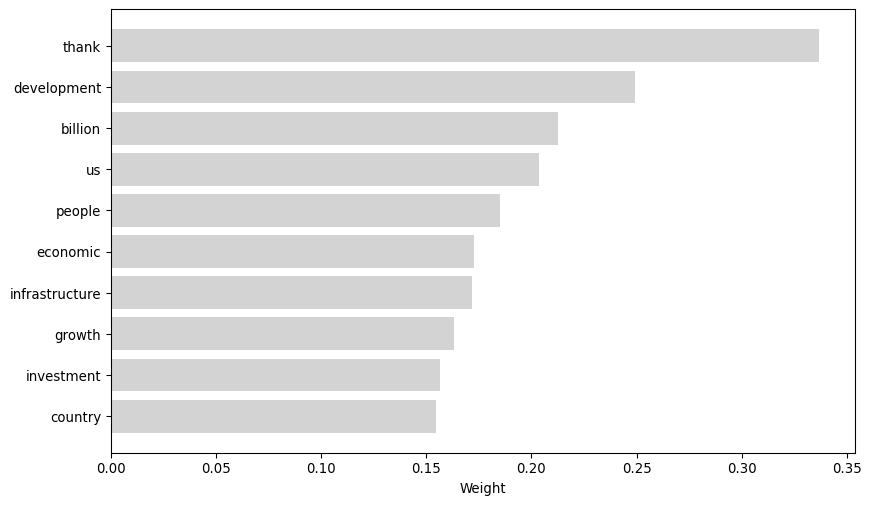 thank
development
billion
us
people
economic
infrastructure
growth
investment
country
0.00 0.05 0.10 0.15 0.20 0.25 0.30 0.35
Weight